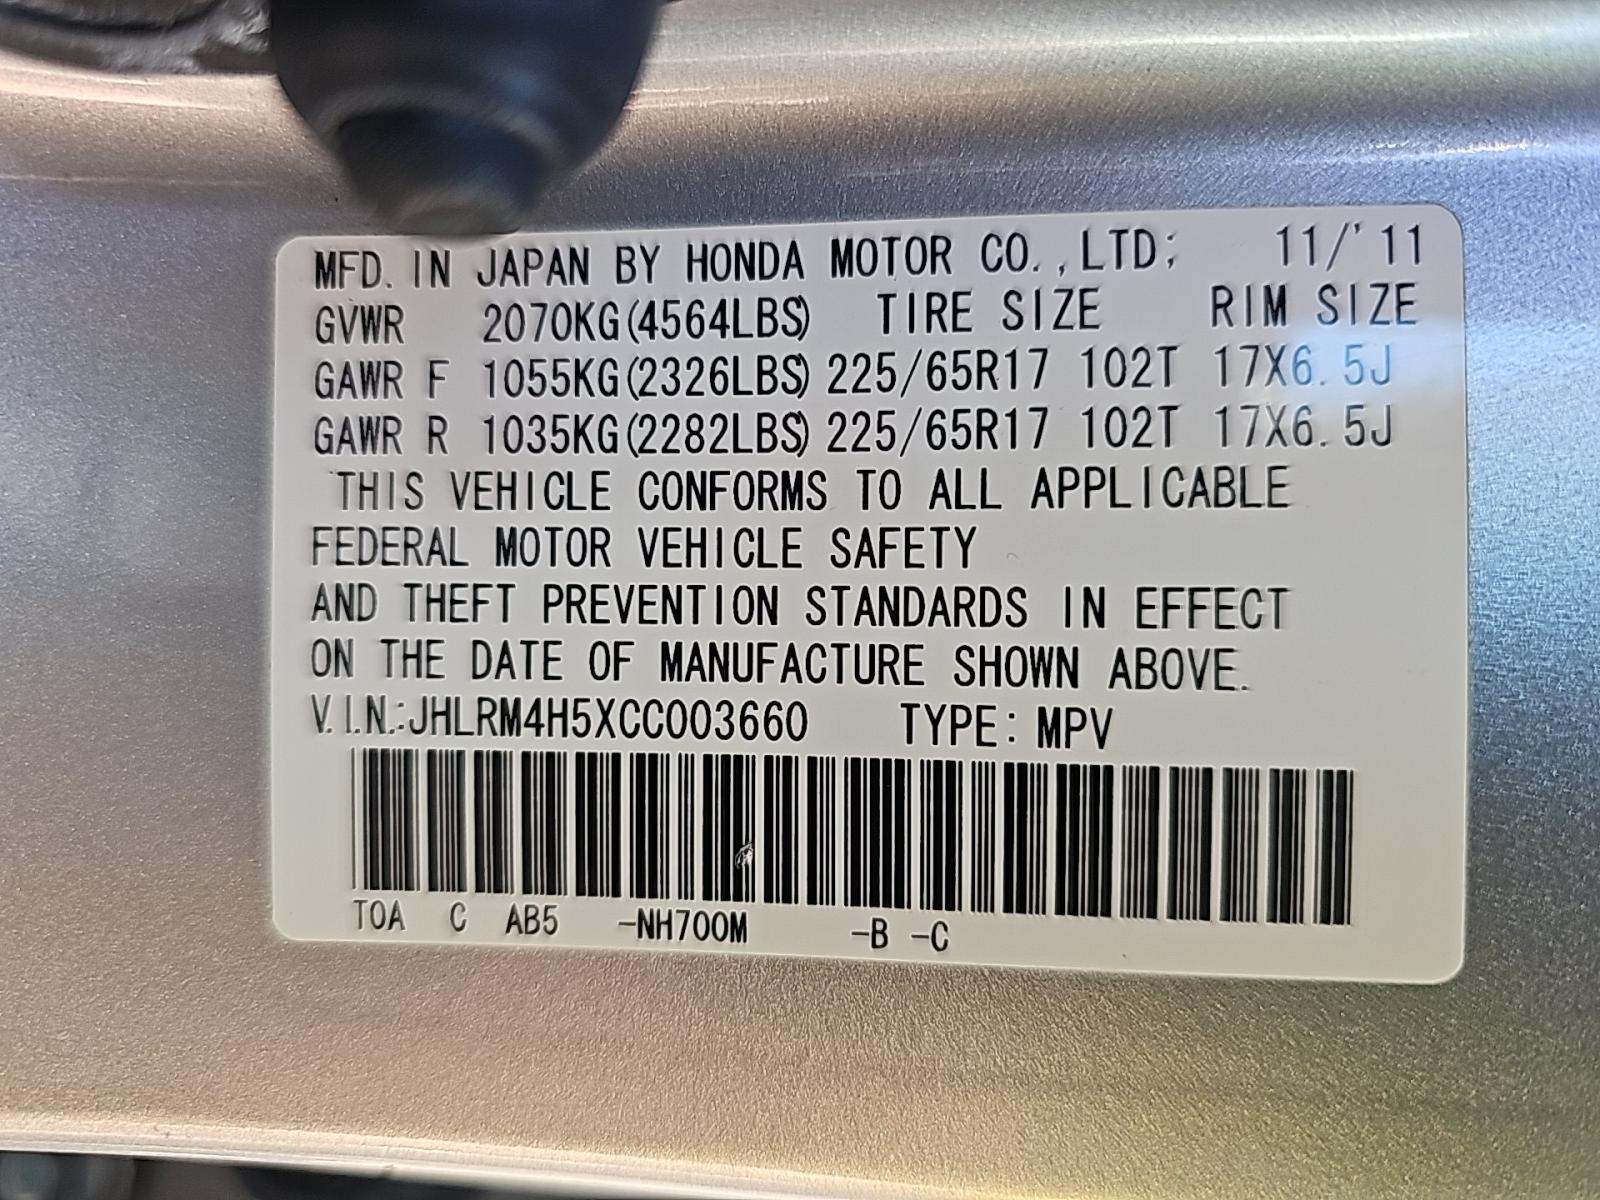 MFD. IN JAPAN BY HONDA MOTOR CO.,LTD; 11/'11
GVWR 2070KG(4564LBS) TIRE SIZE RIM SIZE
GAWR F 1055KG(2326LBS) 225/65R17 102T 17X6.5J
GAWR R 1035KG(2282LBS) 225/65R17 102T 17X6.5J
THIS VEHICLE CONFORMS TO ALL APPLICABLE
FEDERAL MOTOR VEHICLE SAFETY
AND THEFT PREVENTION STANDARDS IN EFFECT
ON THE DATE OF MANUFACTURE SHOWN ABOVE.
V.I.N.:JHLRM4H5XCC003660 TYPE: MPV
T0A C AB5 -NH700M -B -C